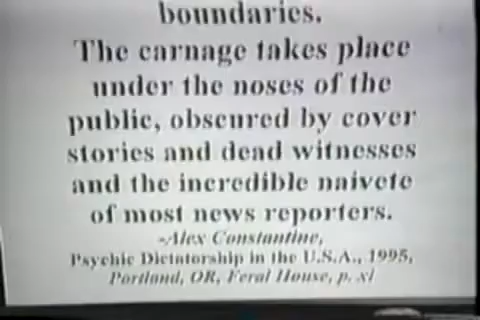 boundaries.
The carnage takes place
under the noses of the
public, obscured by cover
stories and dead witnesses
and the incredible naivete
of most news reporters.
-Alex Constantine,
Psychic Dictatorship in the U.S.A., 1995,
Portland, OR, Feral House, p. xi